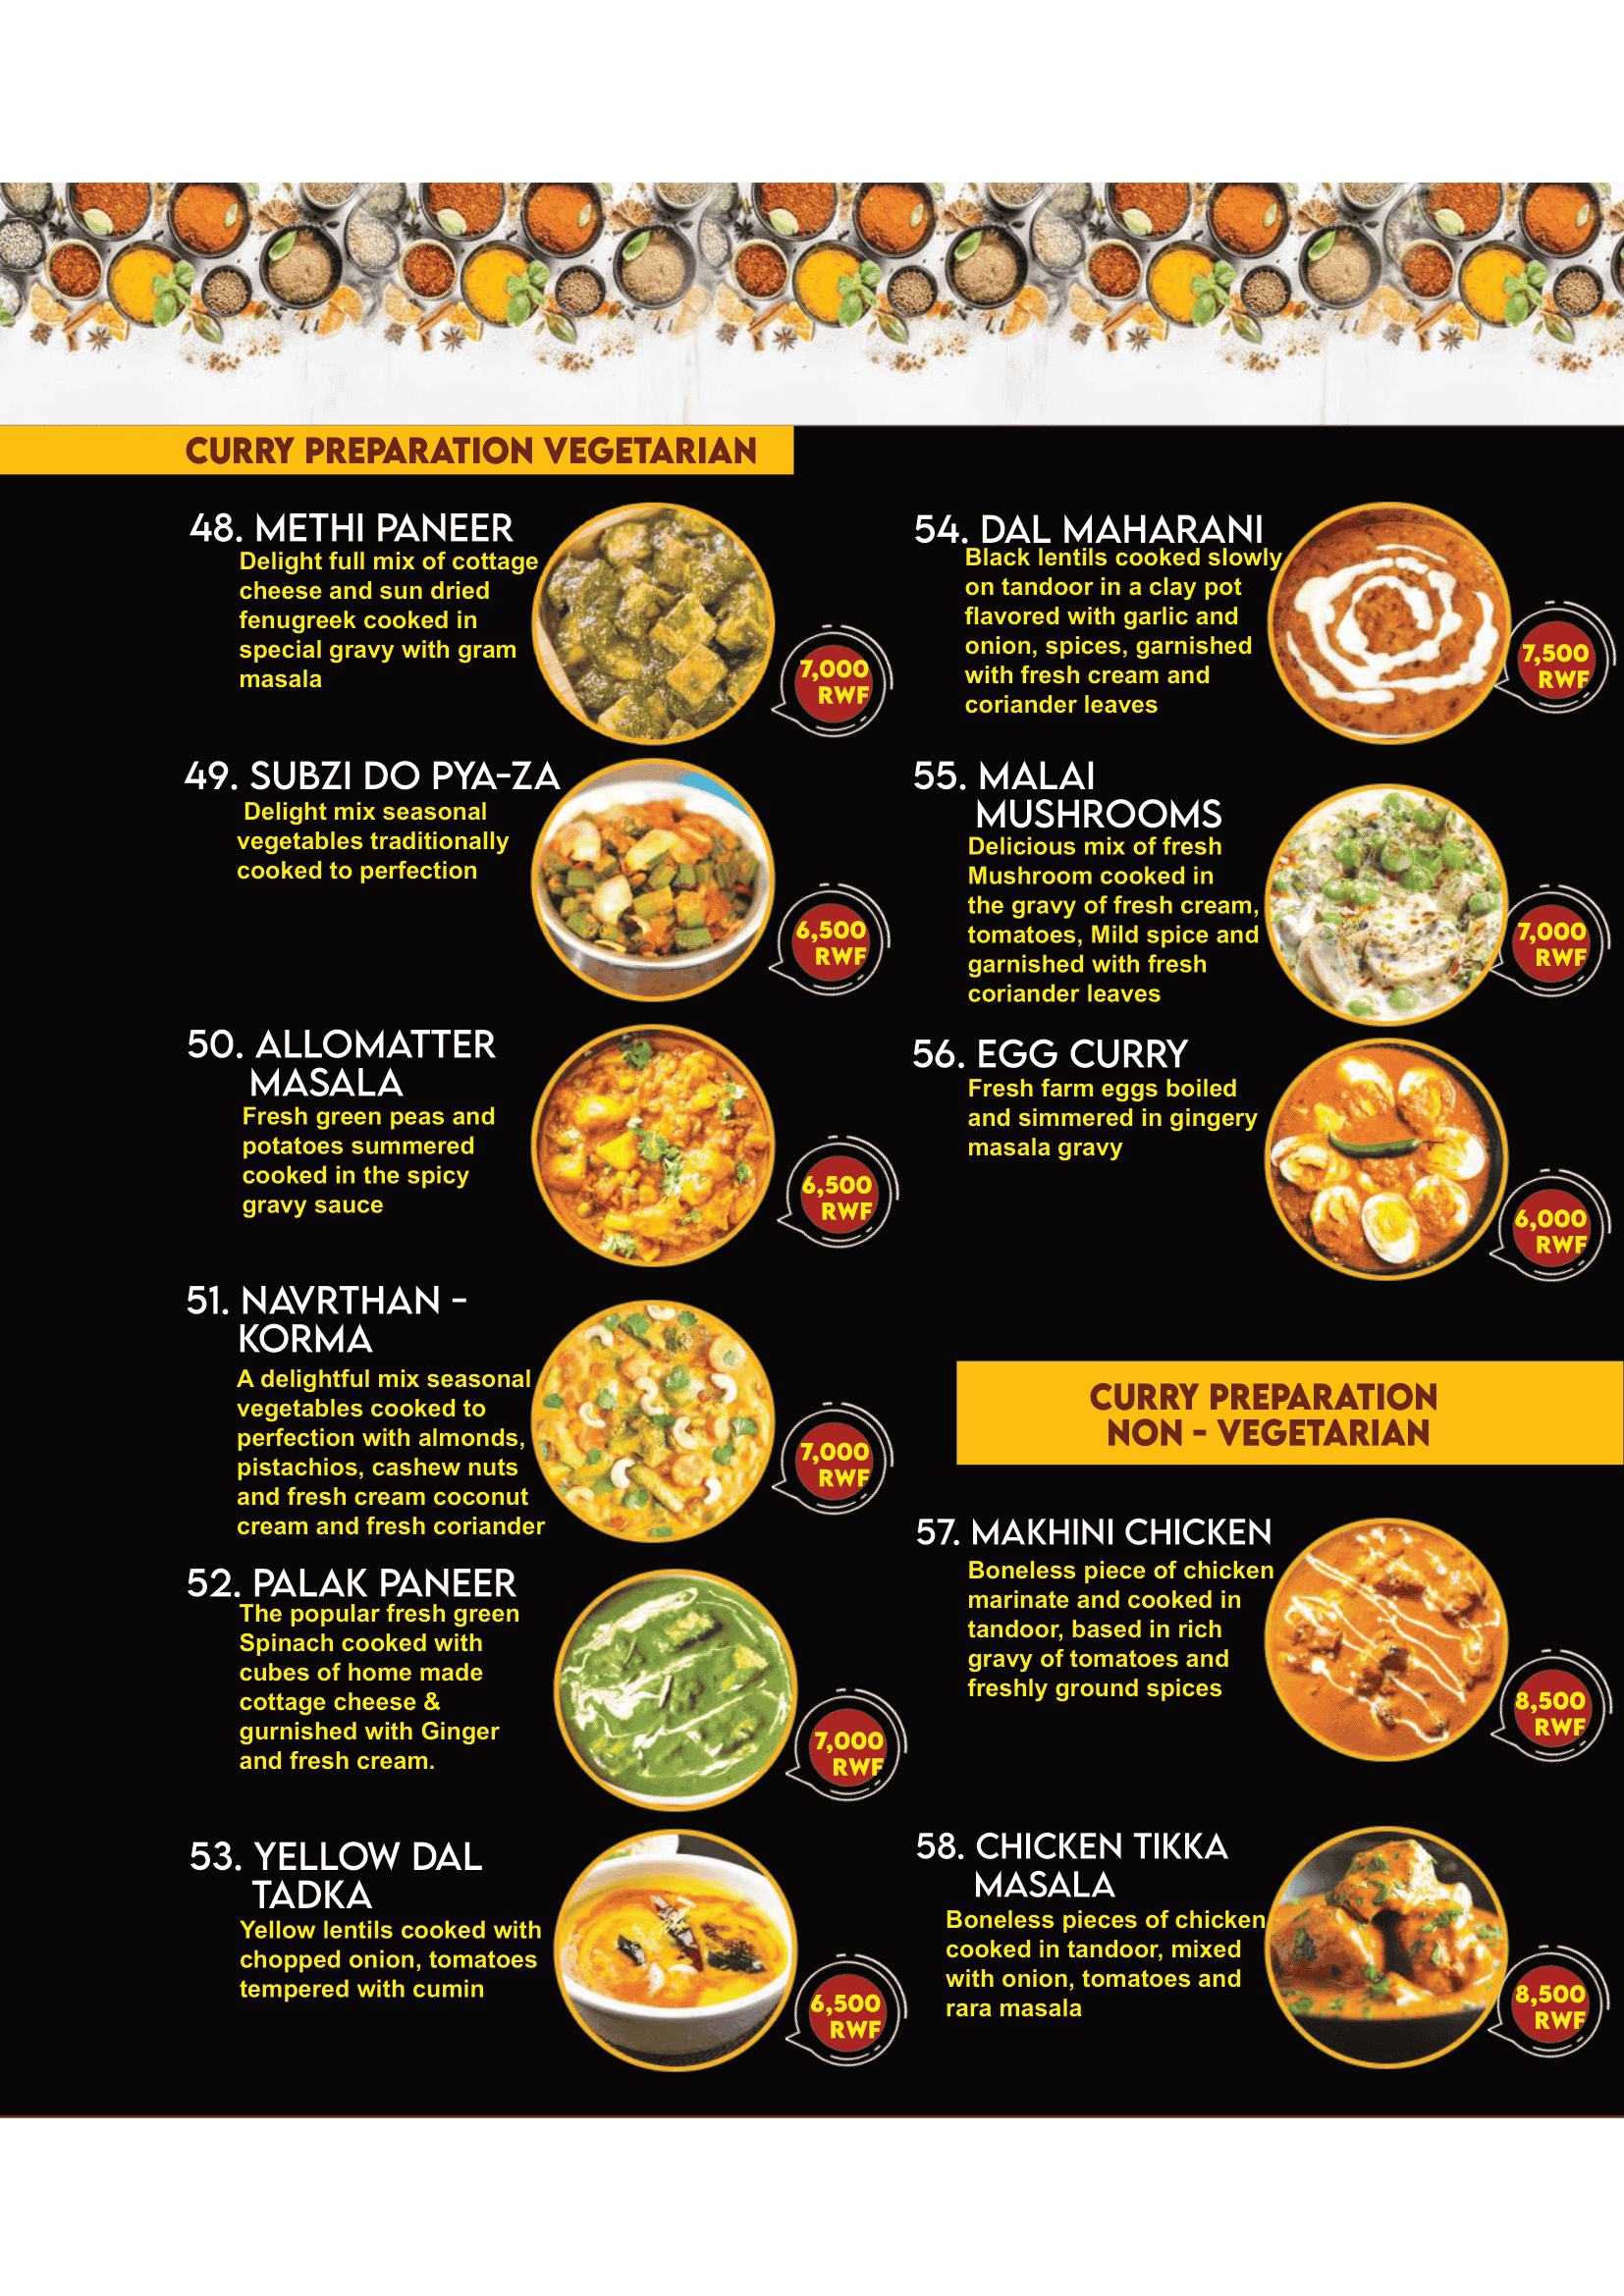 CURRY PREPARATION VEGETARIAN
48. METHI PANEER
Delight full mix of cottage
cheese and sun dried
fenugreek cooked in
special gravy with gram
masala
7,000
RWF
49. SUBZI DO PYA-ZA
Delight mix seasonal
vegetables traditionally
cooked to perfection
6,500
RWF
50. ALLOMATTER
MASALA
Fresh green peas and
potatoes summered
cooked in the spicy
gravy sauce
6,500
RWF
51. NAVRTHAN -
KORMA
A delightful mix seasonal
vegetables cooked to
perfection with almonds,
pistachios, cashew nuts
and fresh cream coconut
cream and fresh coriander
7,000
RWF
52. PALAK PANEER
The popular fresh green
Spinach cooked with
cubes of home made
cottage cheese &
gurnished with Ginger
and fresh cream.
7,000
RWF
53. YELLOW DAL
TADKA
Yellow lentils cooked with
chopped onion, tomatoes
tempered with cumin
6,500
RWF
54. DAL MAHARANI
Black lentils cooked slowly
on tandoor in a clay pot
flavored with garlic and
onion, spices, garnished
with fresh cream and
coriander leaves
7,500
RWF
55. MALAI
MUSHROOMS
Delicious mix of fresh
Mushroom cooked in
the gravy of fresh cream,
tomatoes, Mild spice and
garnished with fresh
coriander leaves
7,000
RWF
56. EGG CURRY
Fresh farm eggs boiled
and simmered in gingery
masala gravy
6,000
RWF
CURRY PREPARATION
NON - VEGETARIAN
57. MAKHINI CHICKEN
Boneless piece of chicken
marinate and cooked in
tandoor, based in rich
gravy of tomatoes and
freshly ground spices
8,500
RWF
58. CHICKEN TIKKA
MASALA
Boneless pieces of chicken
cooked in tandoor, mixed
with onion, tomatoes and
rara masala
8,500
RWF